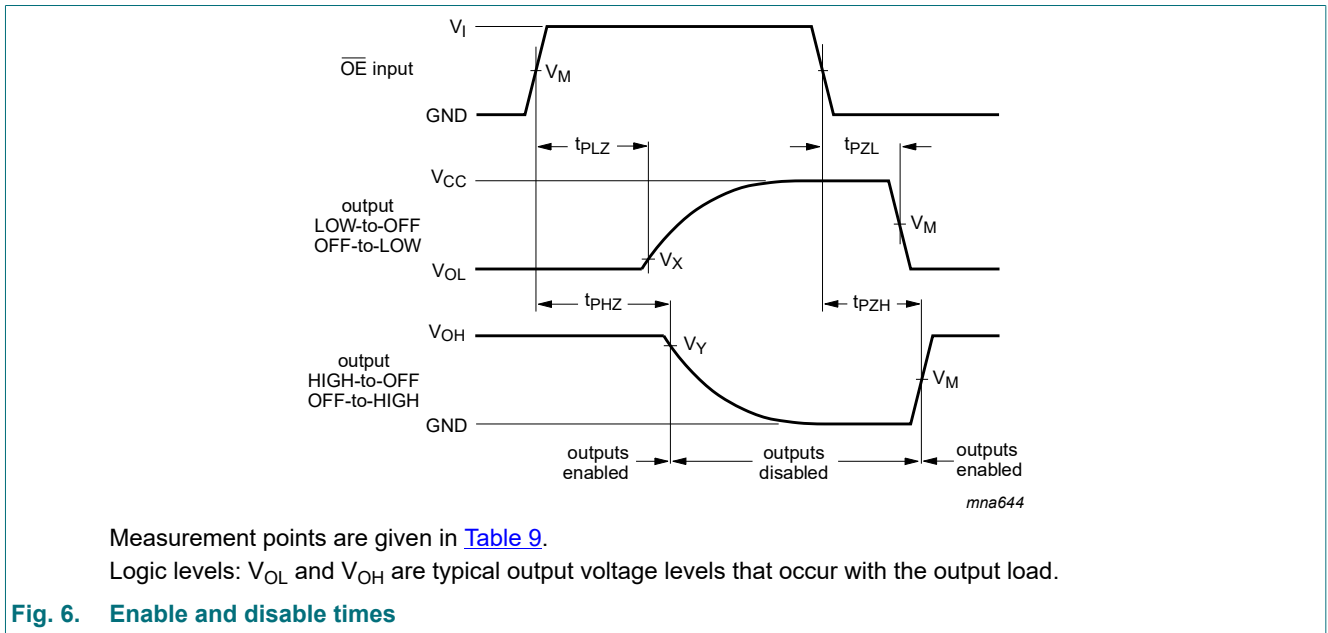 V_I
OE input
V_M
GND
t_PLZ
t_PZL
V_CC
output
LOW-to-OFF
OFF-to-LOW
V_M
V_X
V_OL
t_PHZ
t_PZH
V_OH
V_Y
output
HIGH-to-OFF
OFF-to-HIGH
V_M
GND
outputs
enabled
outputs
disabled
outputs
enabled
mna644
Measurement points are given in Table 9.
Logic levels: V_OL and V_OH are typical output voltage levels that occur with the output load.
Fig. 6. Enable and disable times